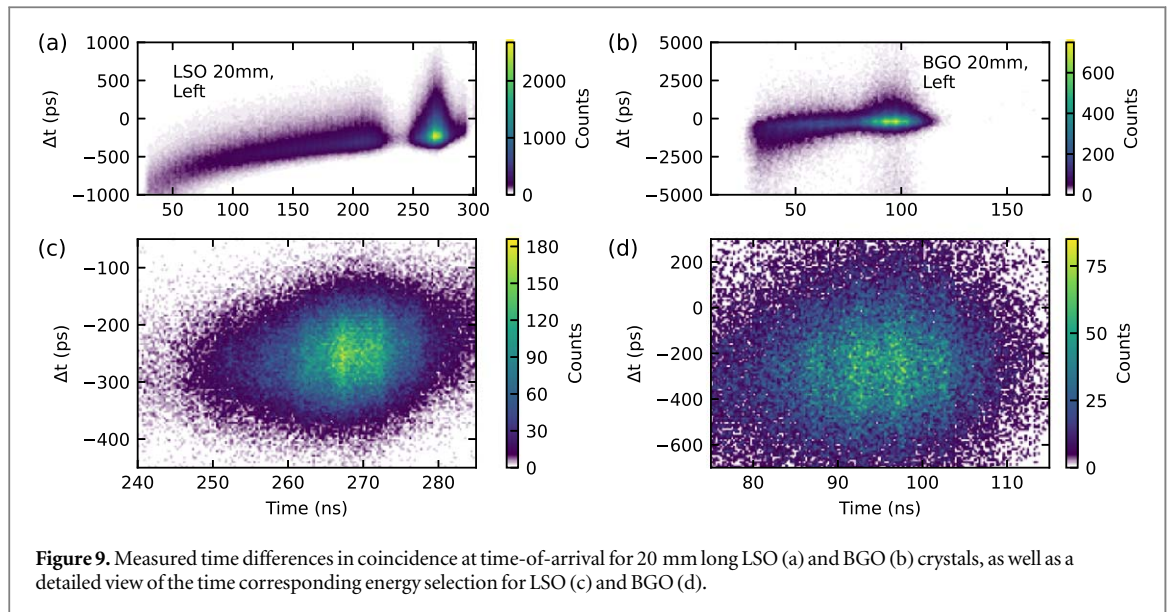 (a)
1000
500
0
−500
−1000
Δt (ps)
LSO 20mm,
Left
50 100 150 200 250 300
2000
1000
0
Counts
(b)
5000
2500
0
−2500
−5000
Δt (ps)
BGO 20mm,
Left
50 100 150
600
400
200
0
Counts
(c)
−100
−200
−300
−400
Δt (ps)
240 250 260 270 280
Time (ns)
180
150
120
90
60
30
0
Counts
(d)
200
0
−200
−400
−600
Δt (ps)
80 90 100 110
Time (ns)
75
50
25
0
Counts
Figure 9. Measured time differences in coincidence at time-of-arrival for 20 mm long LSO (a) and BGO (b) crystals, as well as a
detailed view of the time corresponding energy selection for LSO (c) and BGO (d).